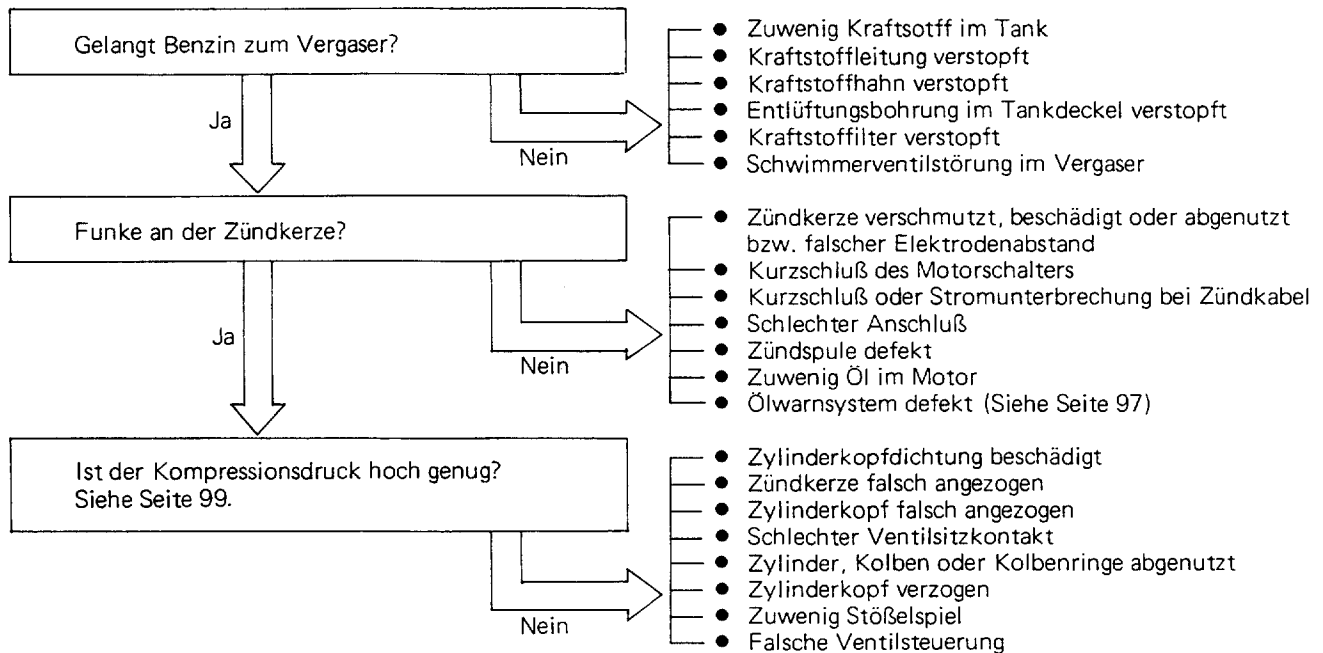 Gelangt Benzin zum Vergaser?
Ja
Nein
● Zuwenig Kraftsotff im Tank
● Kraftstoffleitung verstopft
● Kraftstoffhahn verstopft
● Entlüftungsbohrung im Tankdeckel verstopft
● Kraftstoffilter verstopft
● Schwimmerventilstörung im Vergaser
Funke an der Zündkerze?
Ja
Nein
● Zündkerze verschmutzt, beschädigt oder abgenutzt
bzw. falscher Elektrodenabstand
● Kurzschluß des Motorschalters
● Kurzschluß oder Stromunterbrechung bei Zündkabel
● Schlechter Anschluß
● Zündspule defekt
● Zuwenig Öl im Motor
● Ölwarnsystem defekt (Siehe Seite 97)
Ist der Kompressionsdruck hoch genug?
Siehe Seite 99.
Nein
● Zylinderkopfdichtung beschädigt
● Zündkerze falsch angezogen
● Zylinderkopf falsch angezogen
● Schlechter Ventilsitzkontakt
● Zylinder, Kolben oder Kolbenringe abgenutzt
● Zylinderkopf verzogen
● Zuwenig Stößelspiel
● Falsche Ventilsteuerung